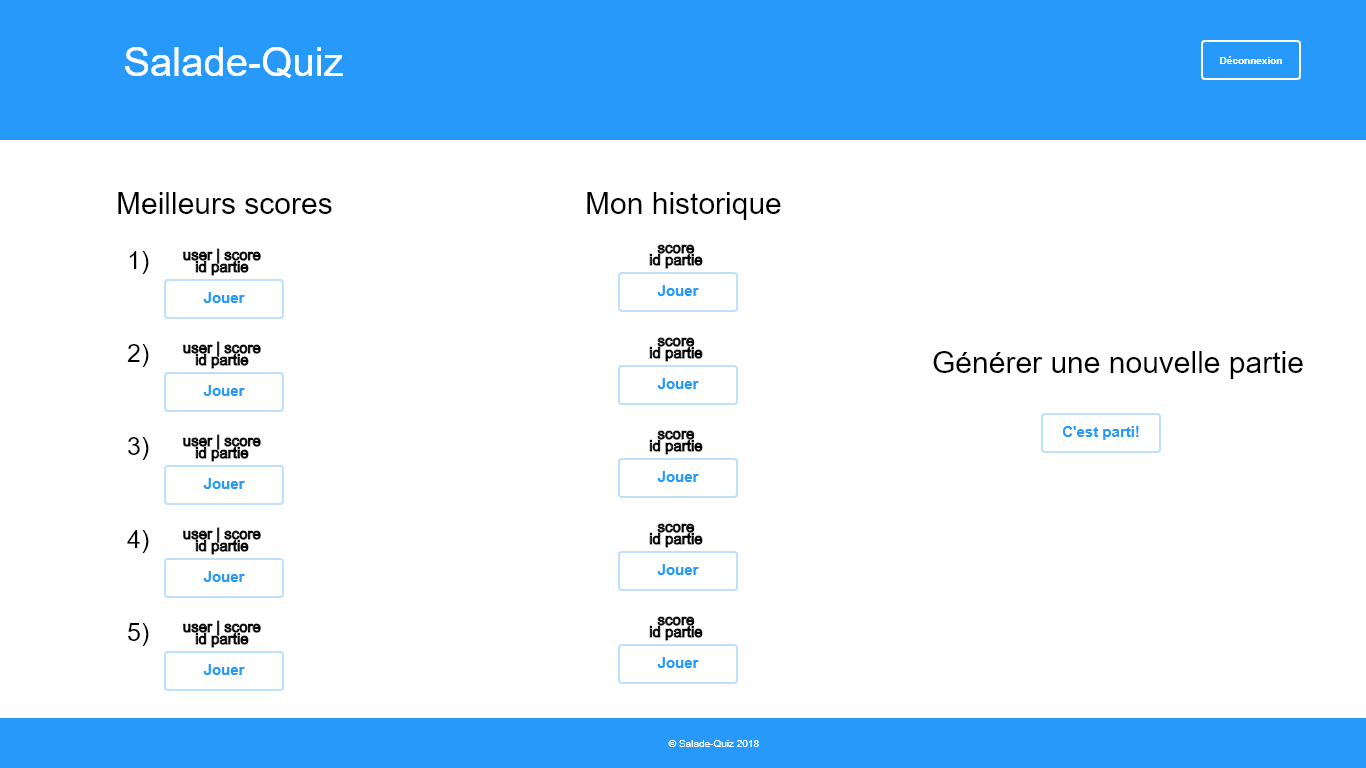 Salade-Quiz
Déconnexion
Meilleurs scores
1)
user | score
id partie
Jouer
2)
user | score
id partie
Jouer
3)
user | score
id partie
Jouer
4)
user | score
id partie
Jouer
5)
user | score
id partie
Jouer
Mon historique
score
id partie
Jouer
score
id partie
Jouer
score
id partie
Jouer
score
id partie
Jouer
score
id partie
Jouer
Générer une nouvelle partie
C'est parti!
© Salade-Quiz 2018